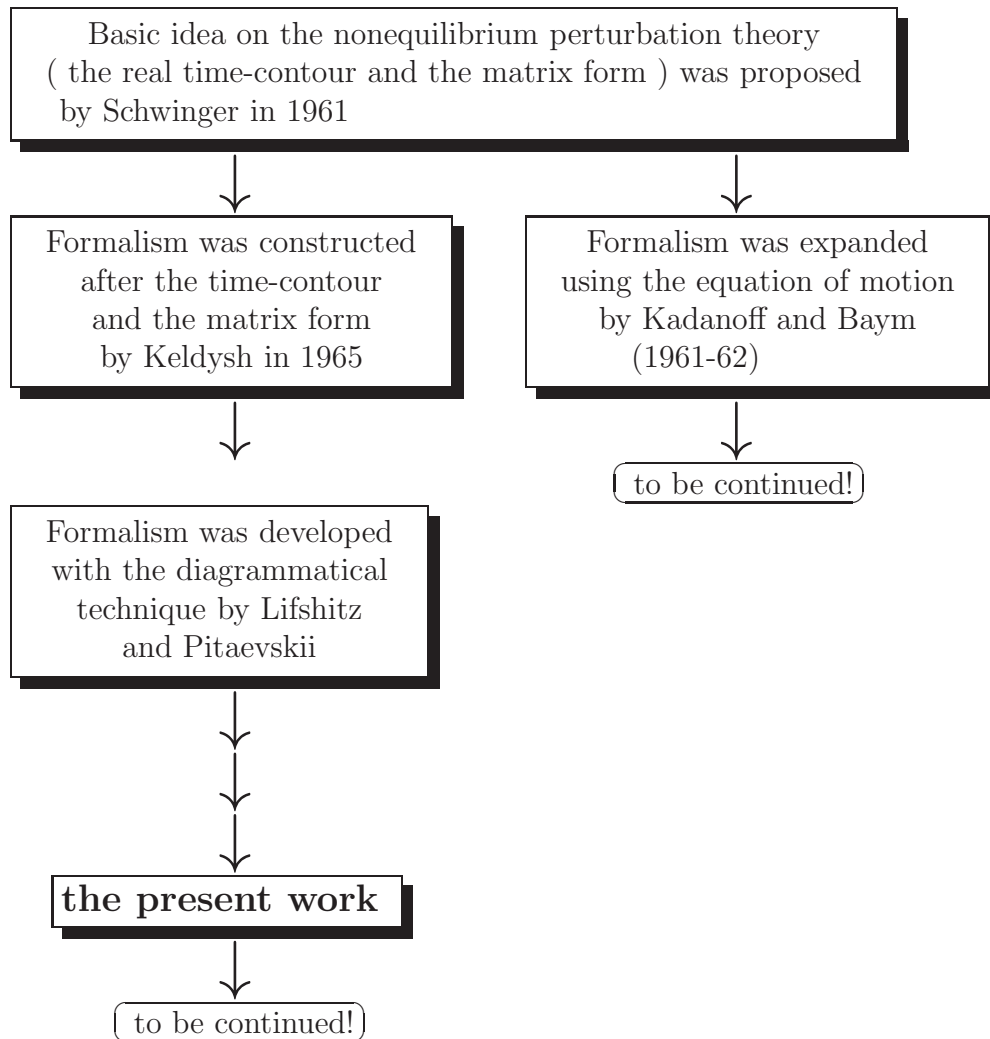 Basic idea on the nonequilibrium perturbation theory
( the real time-contour and the matrix form ) was proposed
by Schwinger in 1961
Formalism was constructed
after the time-contour
and the matrix form
by Keldysh in 1965
Formalism was expanded
using the equation of motion
by Kadanoff and Baym
(1961-62)
to be continued!
Formalism was developed
with the diagrammatical
technique by Lifshitz
and Pitaevskii
the present work
to be continued!